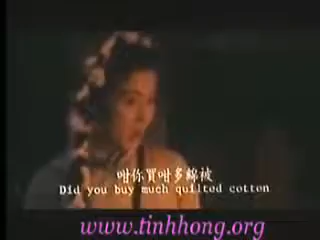 咁你買咁多綿被
Did you buy much quilted cotton
www.tinhhong.org